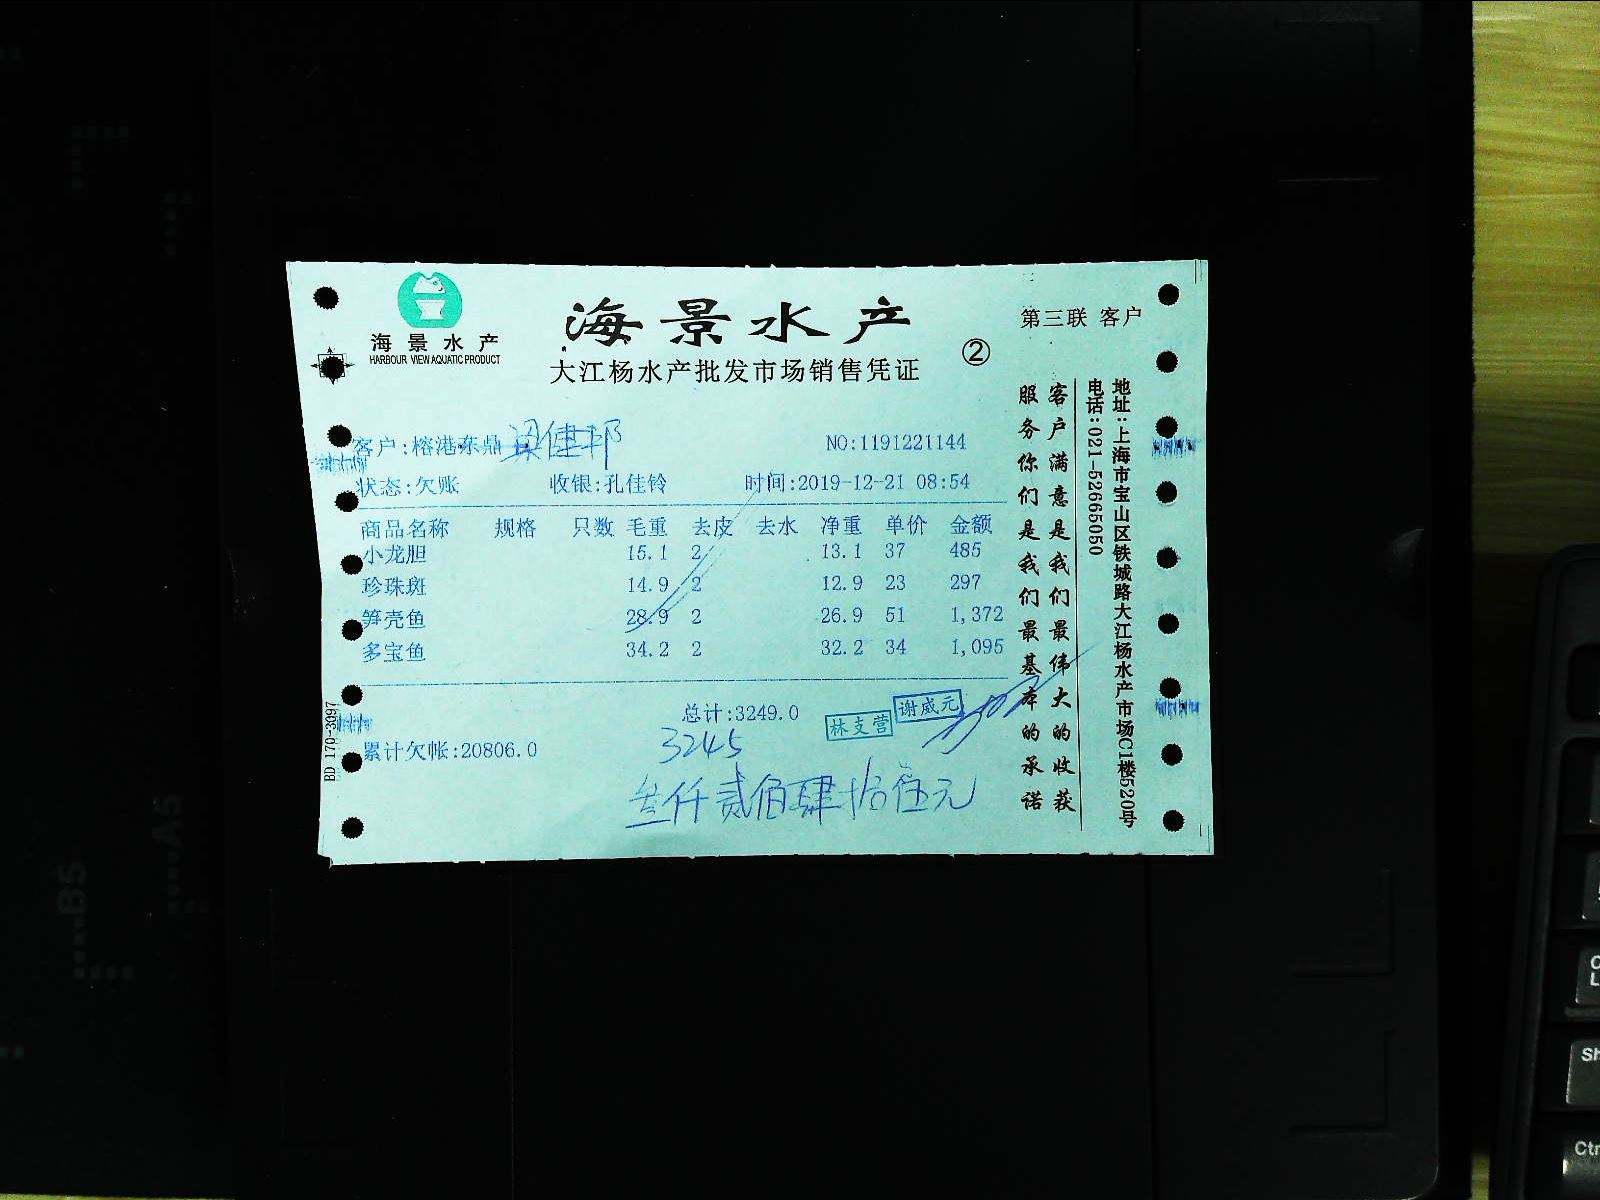 海景水产
HARBOUR VIEW AQUATIC PRODUCT
海景水产
大江杨水产批发市场销售凭证
②
第三联 客户
客户:榕港东鼎 梁健邦
NO:1191221144
状态:欠账 收银:孔佳铃 时间:2019-12-21 08:54
商品名称 规格 只数 毛重 去皮 去水 净重 单价 金额
小龙胆 15.1 2 13.1 37 485
珍珠斑 14.9 2 12.9 23 297
笋壳鱼 28.9 2 26.9 51 1,372
多宝鱼 34.2 2 32.2 34 1,095
总计:3249.0
林支营
谢威元
3245
累计欠帐:20806.0
叁仟贰佰肆拾伍元
客户满意是我们最伟大的收获
服务你们是我们最基本的承诺
地址:上海市宝山区铁城路大江杨水产市场C1楼520号
电话:021-52665050
BD 170-3097
B5
A5
Sh
Ctr